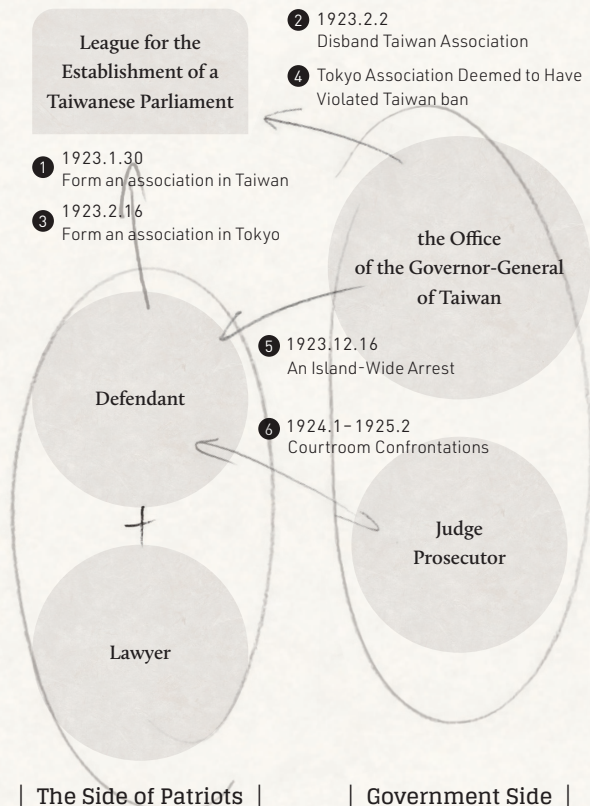 League for the
Establishment of a
Taiwanese Parliament
2 1923.2.2
Disband Taiwan Association
4 Tokyo Association Deemed to Have
Violated Taiwan ban
1 1923.1.30
Form an association in Taiwan
3 1923.2.16
Form an association in Tokyo
the Office
of the Governor-General
of Taiwan
5 1923.12.16
An Island-Wide Arrest
Defendant
6 1924.1–1925.2
Courtroom Confrontations
Judge
Prosecutor
Lawyer
| The Side of Patriots |
| Government Side |